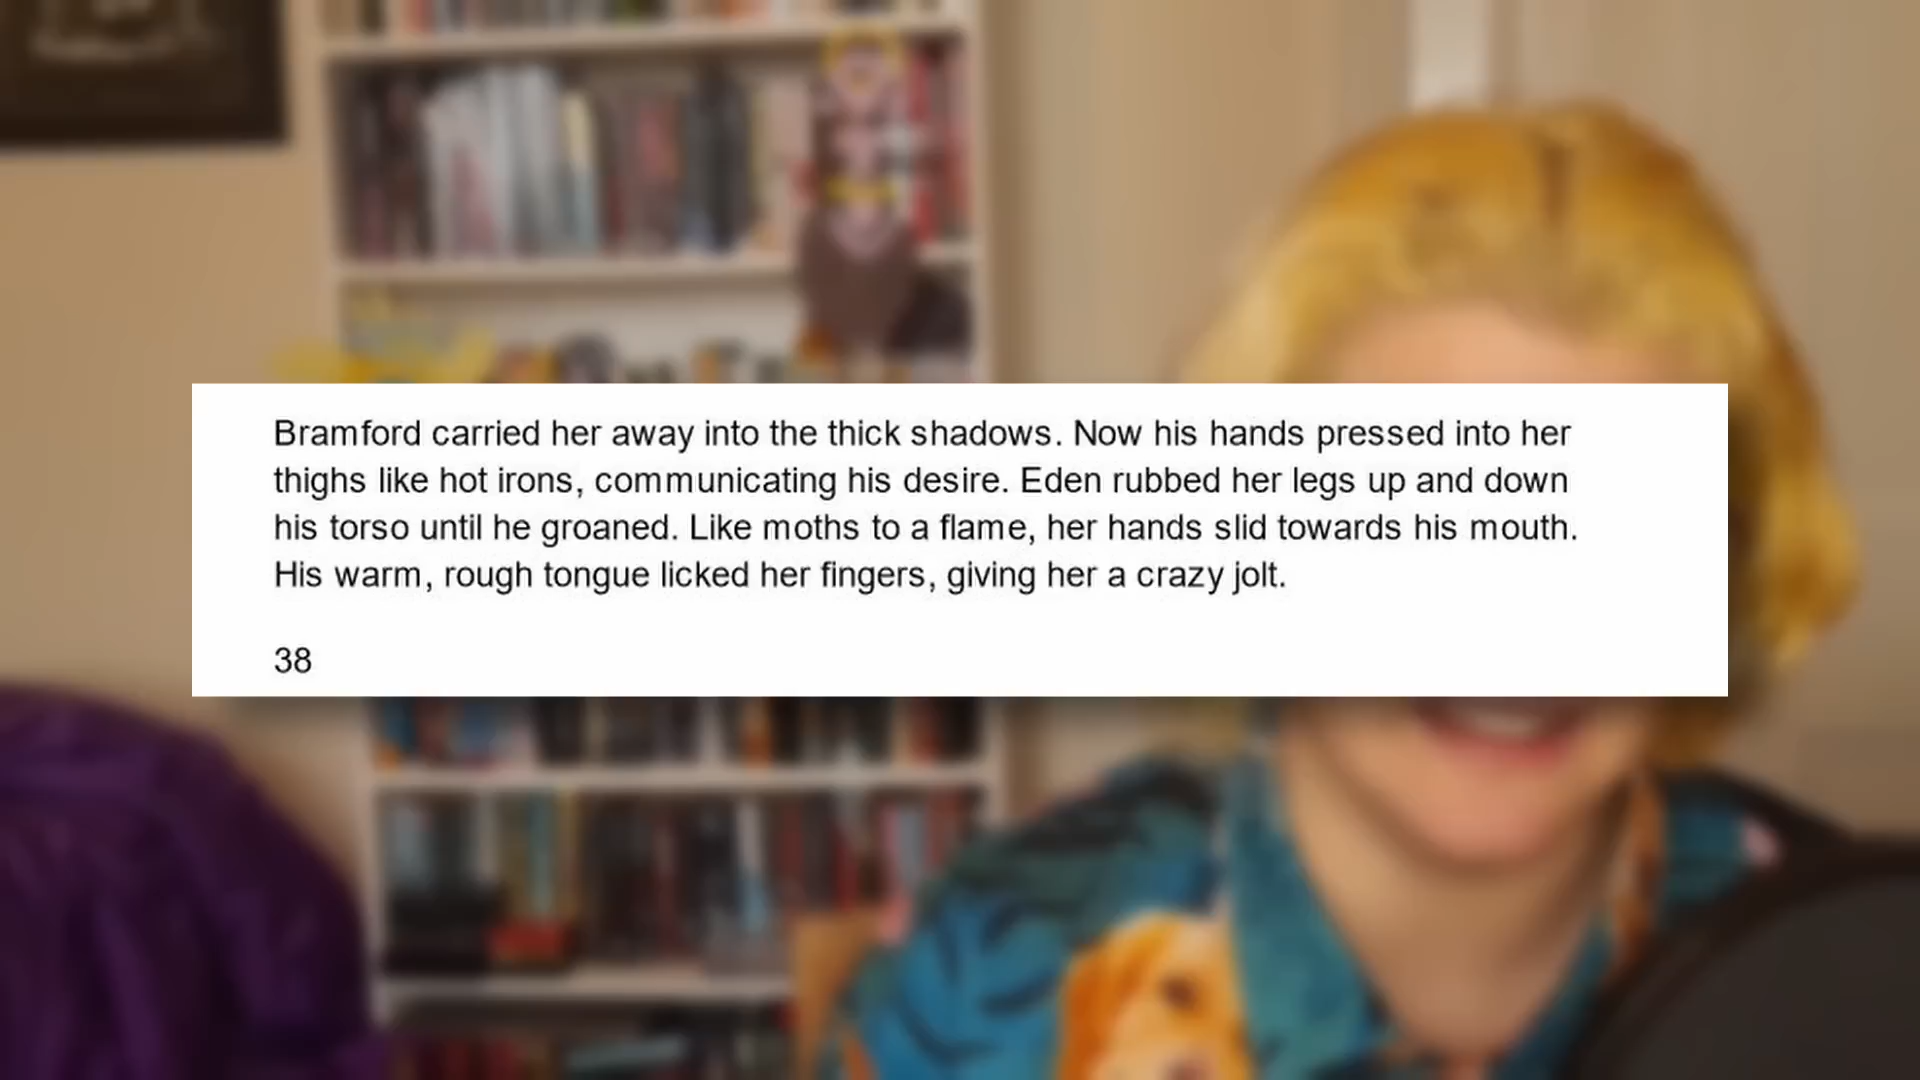 Bramford carried her away into the thick shadows. Now his hands pressed into her
thighs like hot irons, communicating his desire. Eden rubbed her legs up and down
his torso until he groaned. Like moths to a flame, her hands slid towards his mouth.
His warm, rough tongue licked her fingers, giving her a crazy jolt.
38